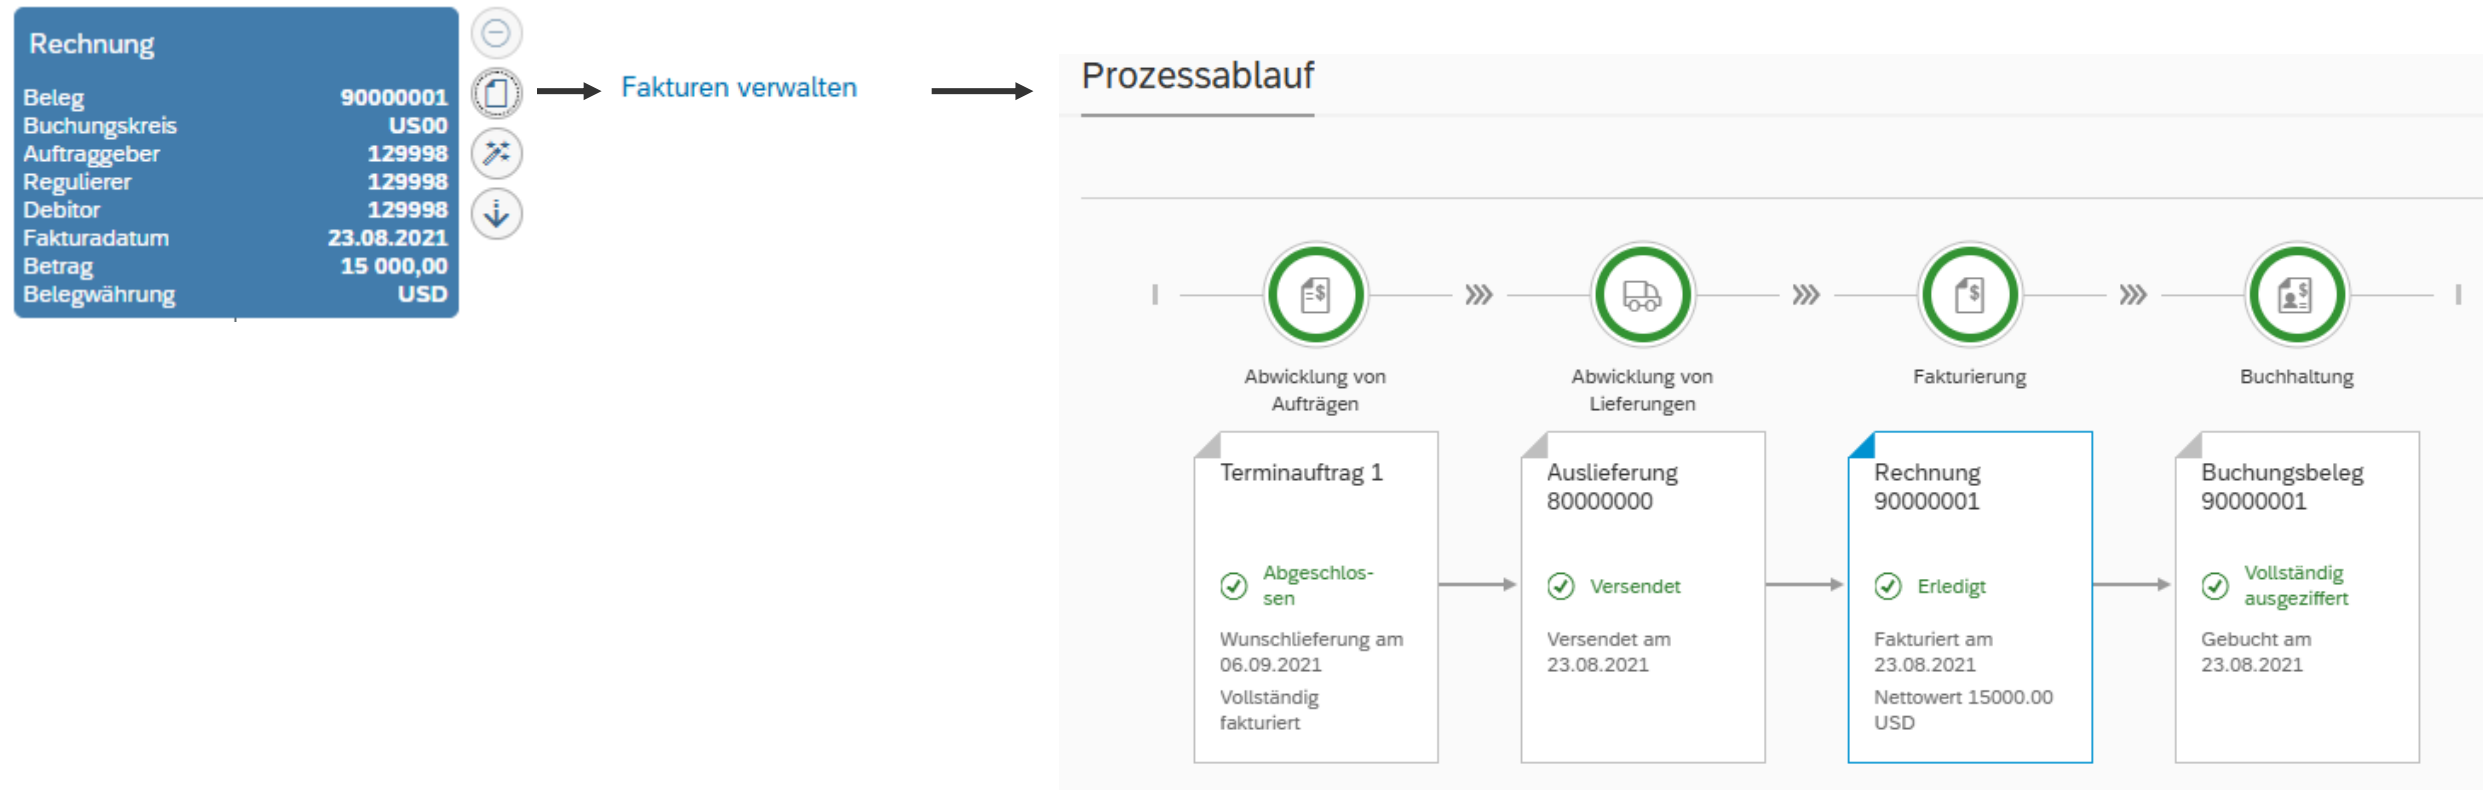 Rechnung
Beleg 90000001
Buchungskreis US00
Auftraggeber 129998
Regulierer 129998
Debitor 129998
Fakturadatum 23.08.2021
Betrag 15 000,00
Belegwährung USD
Fakturen verwalten
Prozessablauf
Abwicklung von
Aufträgen
Abwicklung von
Lieferungen
Fakturierung
Buchhaltung
Terminauftrag 1
Abgeschlos-
sen
Wunschlieferung am
06.09.2021
Vollständig
fakturiert
Auslieferung
80000000
Versendet
Versendet am
23.08.2021
Rechnung
90000001
Erledigt
Fakturiert am
23.08.2021
Nettowert 15000.00
USD
Buchungsbeleg
90000001
Vollständig
ausgeziffert
Gebucht am
23.08.2021